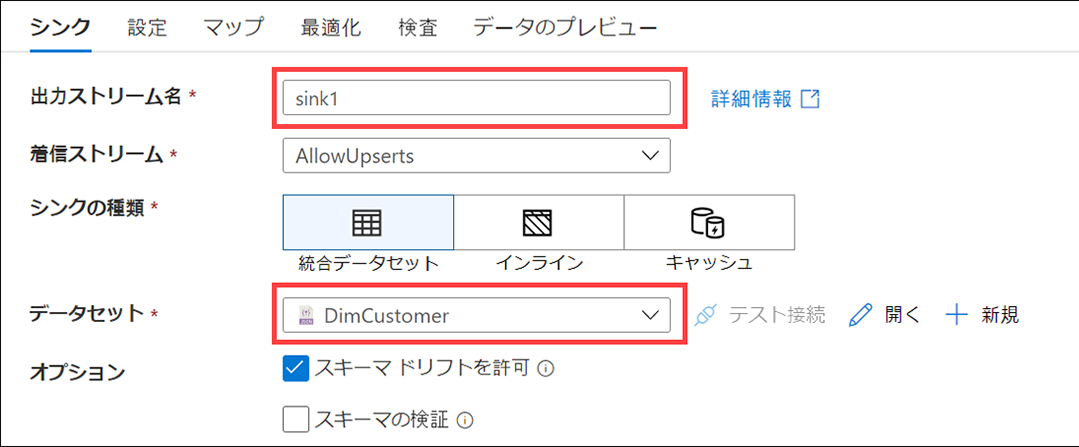 シンク 設定 マップ 最適化 検査 データのプレビュー
出力ストリーム名 * sink1 詳細情報
着信ストリーム * AllowUpserts
シンクの種類 *
統合データセット インライン キャッシュ
データセット * DimCustomer テスト接続 開く 新規
オプション スキーマ ドリフトを許可
スキーマの検証